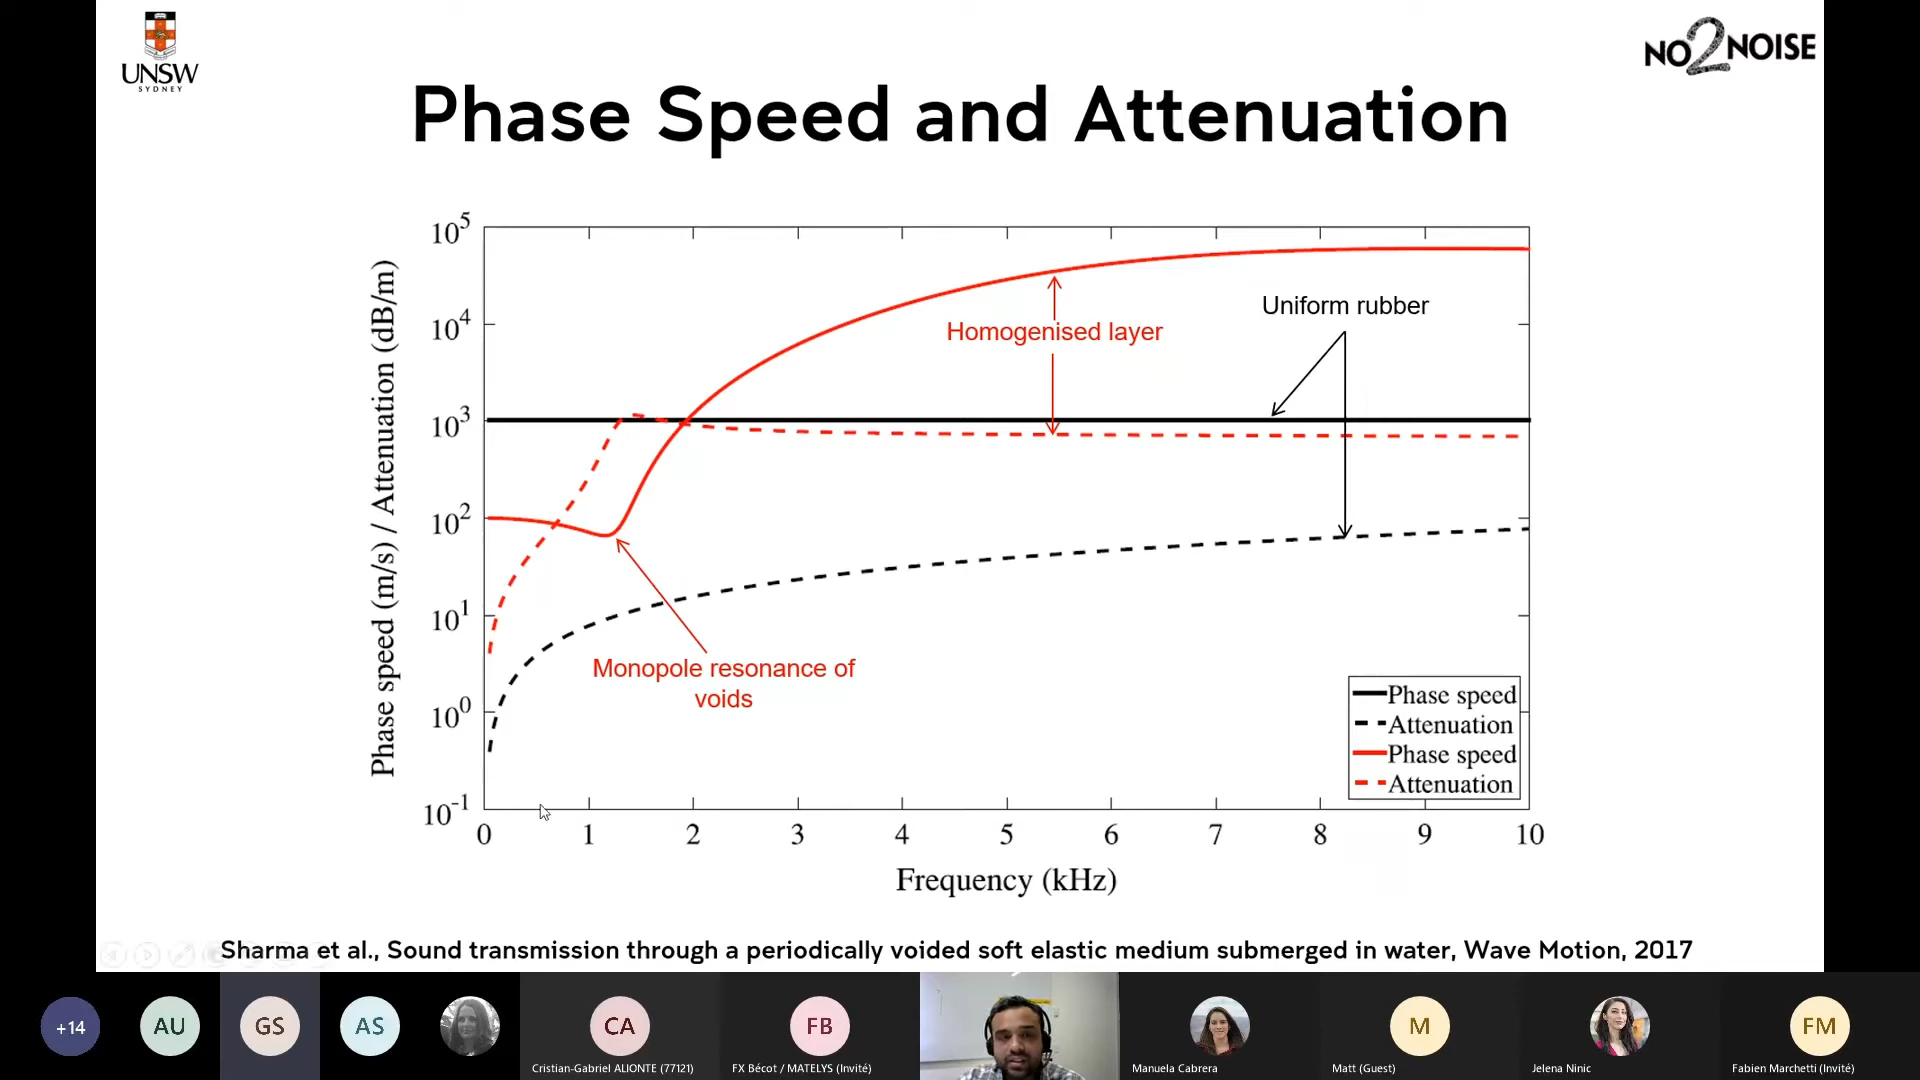 UNSW
SYDNEY
NO2NOISE
Phase Speed and Attenuation
Phase speed (m/s) / Attenuation (dB/m)
10^5
10^4
10^3
10^2
10^1
10^0
10^-1
Homogenised layer
Uniform rubber
Monopole resonance of
voids
Phase speed
Attenuation
Phase speed
Attenuation
0 1 2 3 4 5 6 7 8 9 10
Frequency (kHz)
Sharma et al., Sound transmission through a periodically voided soft elastic medium submerged in water, Wave Motion, 2017
+14
AU
GS
AS
CA
Cristian-Gabriel ALIONTE (77121)
FB
FX Bécot / MATELYS (Invité)
Manuela Cabrera
M
Matt (Guest)
Jelena Ninic
FM
Fabien Marchetti (Invité)